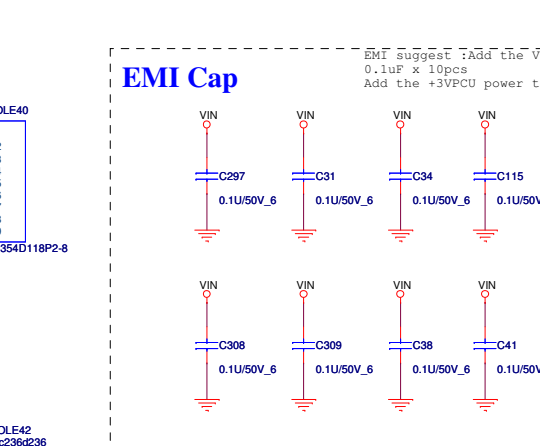 EMI suggest :Add the V
0.1uF x 10pcs
Add the +3VPCU power t
EMI Cap
OLE40
VIN VIN VIN VIN
C297 C31 C34 C115
0.1U/50V_6 0.1U/50V_6 0.1U/50V_6 0.1U/50V
354D118P2-8
VIN VIN VIN VIN
C308 C309 C38 C41
0.1U/50V_6 0.1U/50V_6 0.1U/50V_6 0.1U/50V
OLE42
c236d236